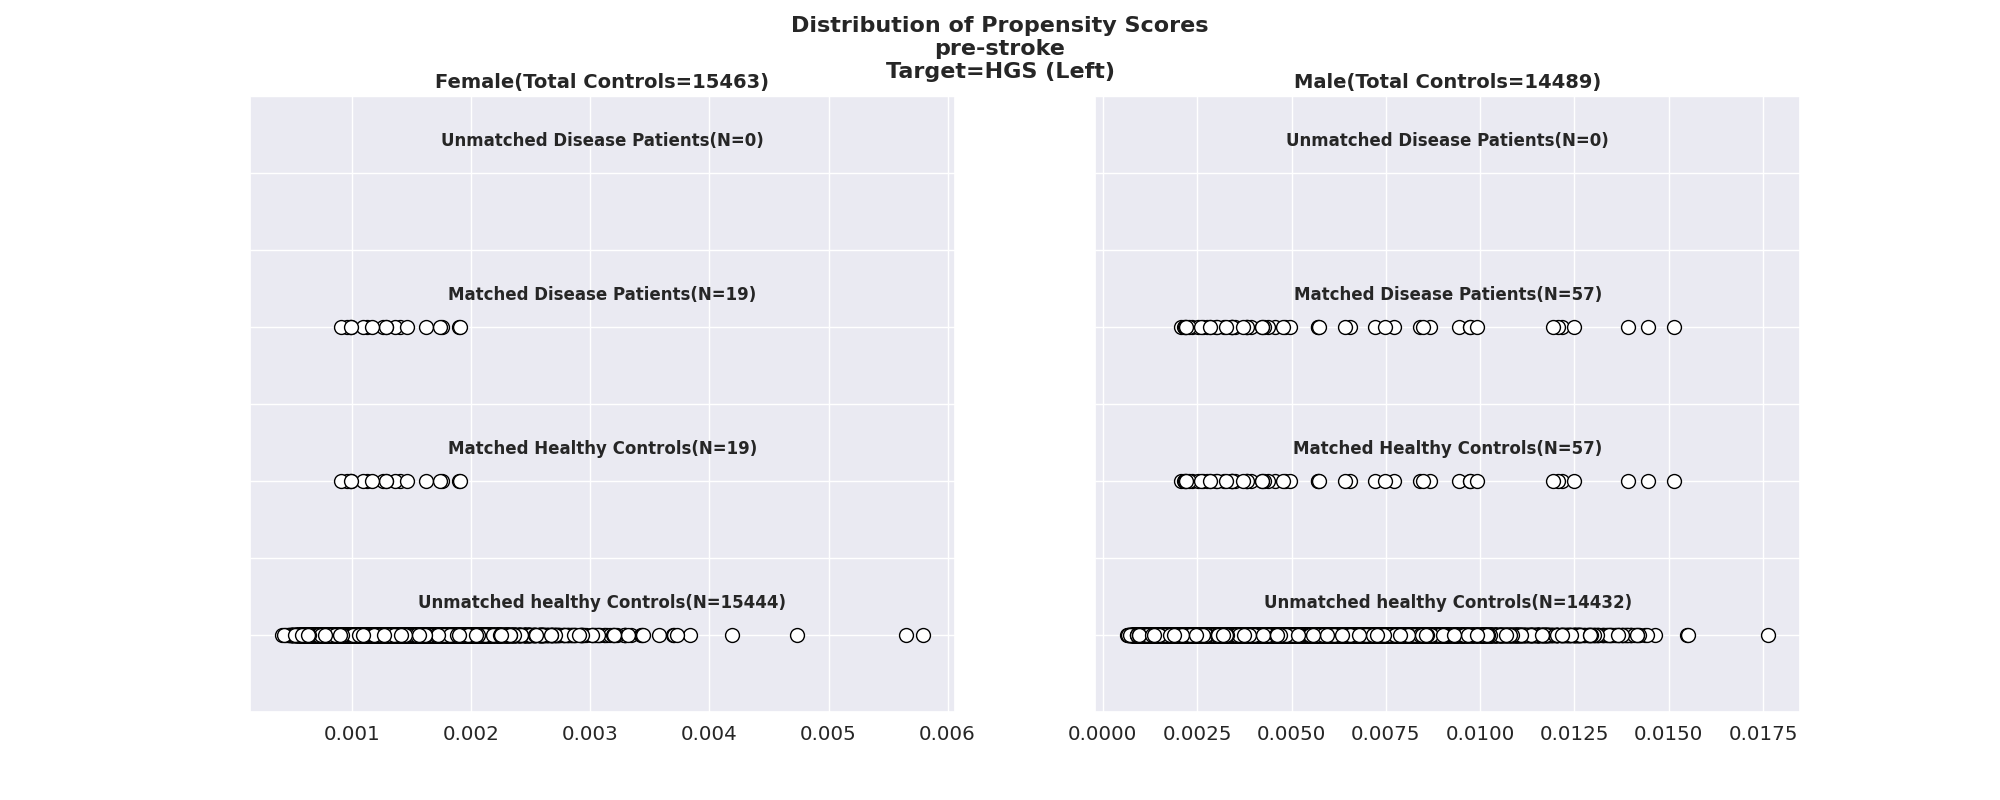 Distribution of Propensity Scores
pre-stroke
Target=HGS (Left)
Female(Total Controls=15463)
Unmatched Disease Patients(N=0)
Matched Disease Patients(N=19)
Matched Healthy Controls(N=19)
Unmatched healthy Controls(N=15444)
0.001 0.002 0.003 0.004 0.005 0.006
Male(Total Controls=14489)
Unmatched Disease Patients(N=0)
Matched Disease Patients(N=57)
Matched Healthy Controls(N=57)
Unmatched healthy Controls(N=14432)
0.0000 0.0025 0.0050 0.0075 0.0100 0.0125 0.0150 0.0175